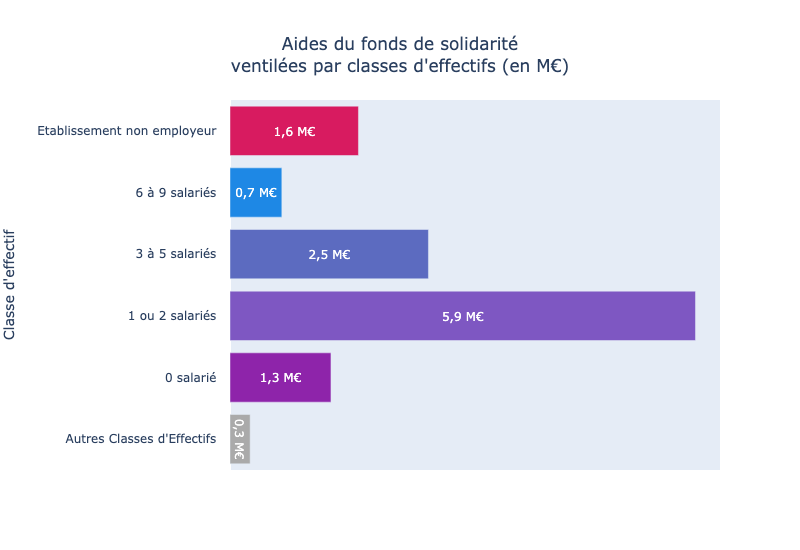 Aides du fonds de solidarité
ventilées par classes d'effectifs (en M€)
Classe d'effectif
Etablissement non employeur
1,6 M€
6 à 9 salariés
0,7 M€
3 à 5 salariés
2,5 M€
1 ou 2 salariés
5,9 M€
0 salarié
1,3 M€
Autres Classes d'Effectifs
0,3 M€